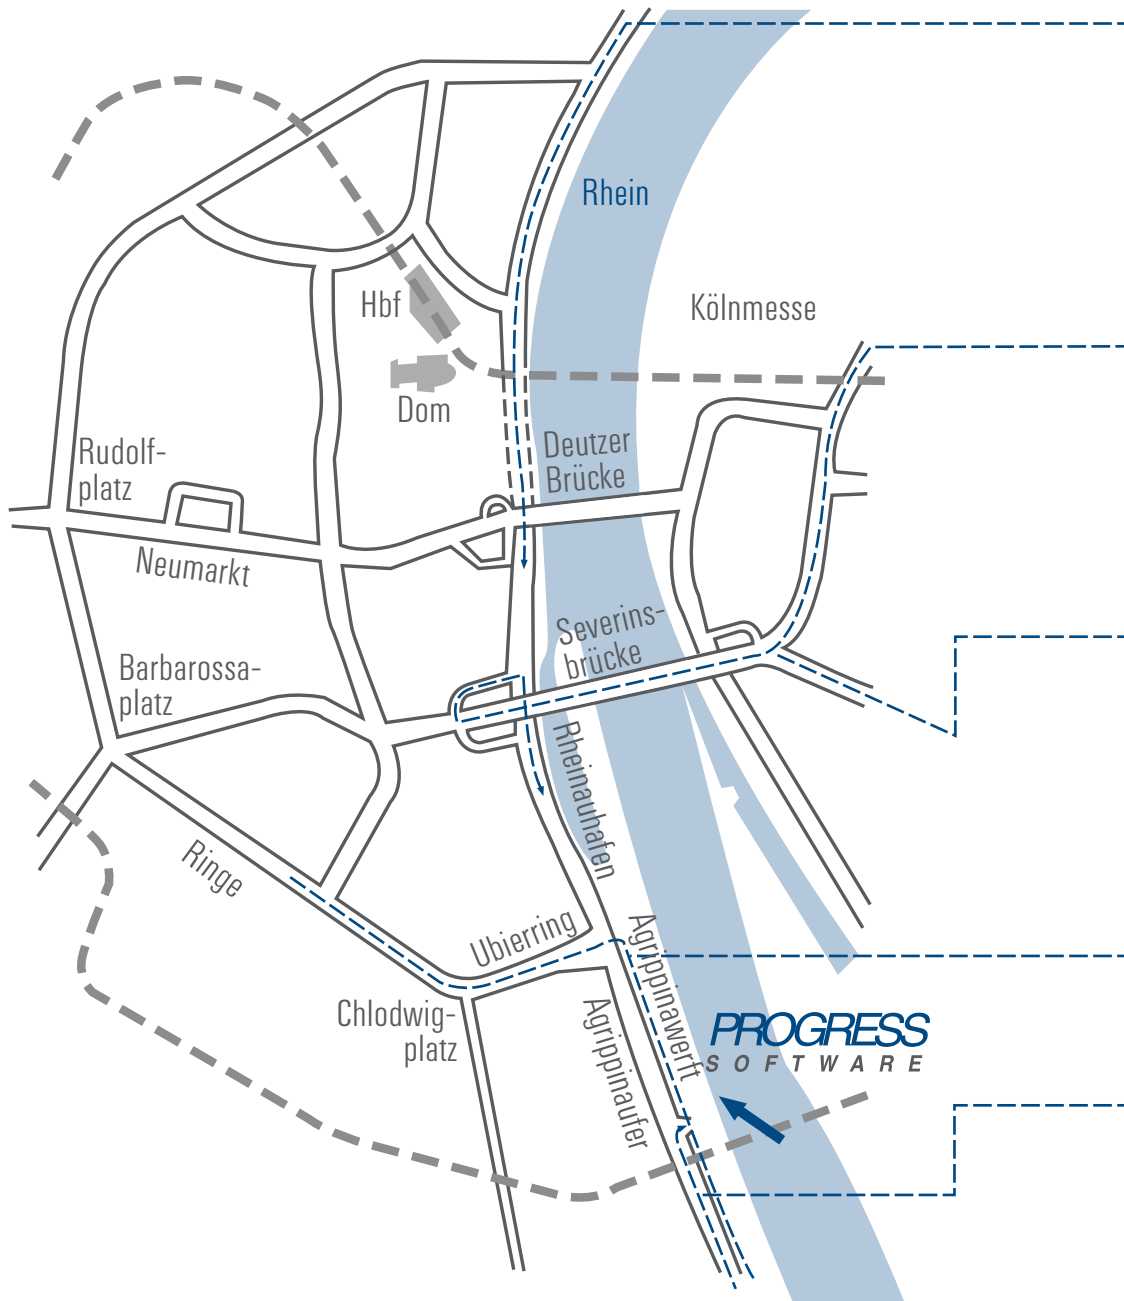 Rhein
Hbf
Kölnmesse
Dom
Deutzer
Brücke
Rudolf-
platz
Neumarkt
Severins-
brücke
Barbarossa-
platz
Rheinauhafen
Ringe
Ubierring
Agrippinawerft
Chlodwig-
platz
Agrippinaufer
PROGRESS
SOFTWARE